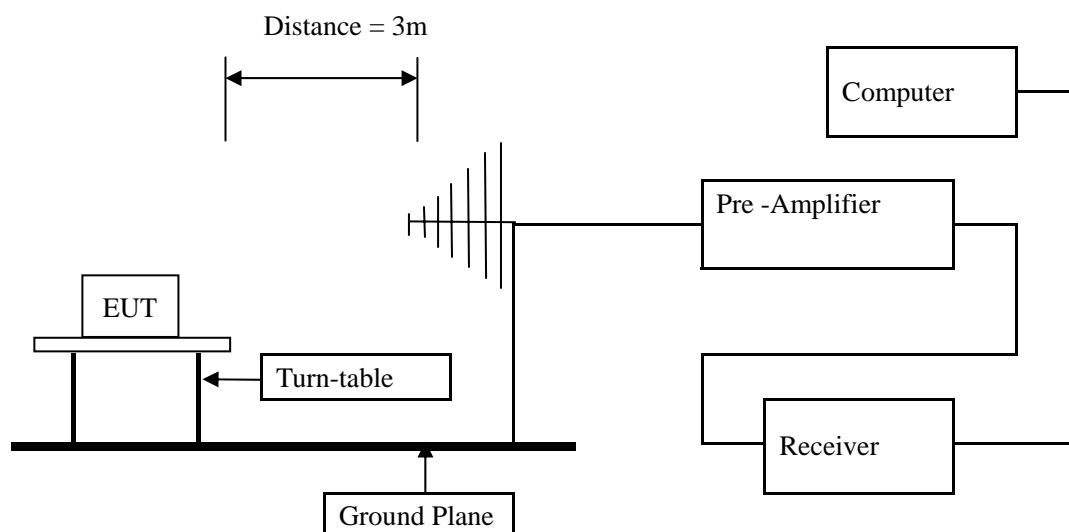 Distance = 3m
Computer
Pre -Amplifier
EUT
Turn-table
Receiver
Ground Plane